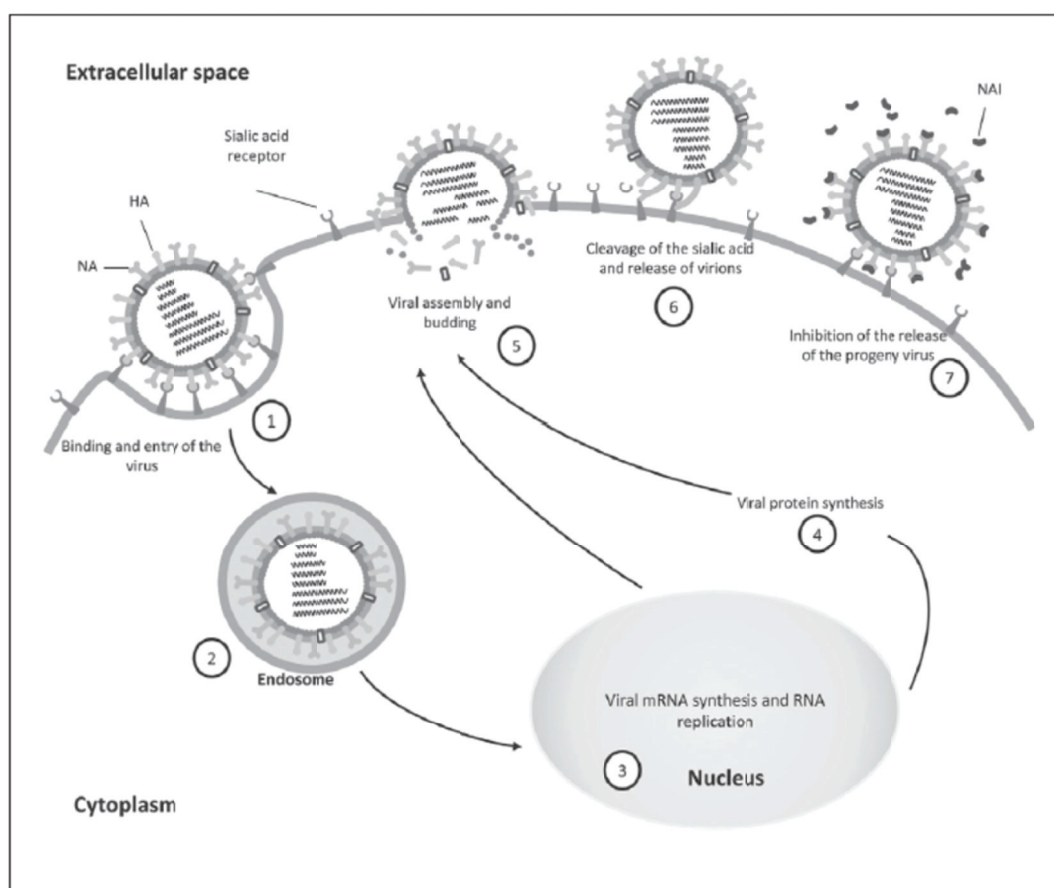 Extracellular space
NAI
Sialic acid
receptor
HA
NA
Cleavage of the sialic acid
and release of virions
6
Viral assembly and
budding
5
Inhibition of the release
of the progeny virus
7
1
Binding and entry of the
virus
Viral protein synthesis
4
2
Endosome
Viral mRNA synthesis and RNA
replication
3
Nucleus
Cytoplasm